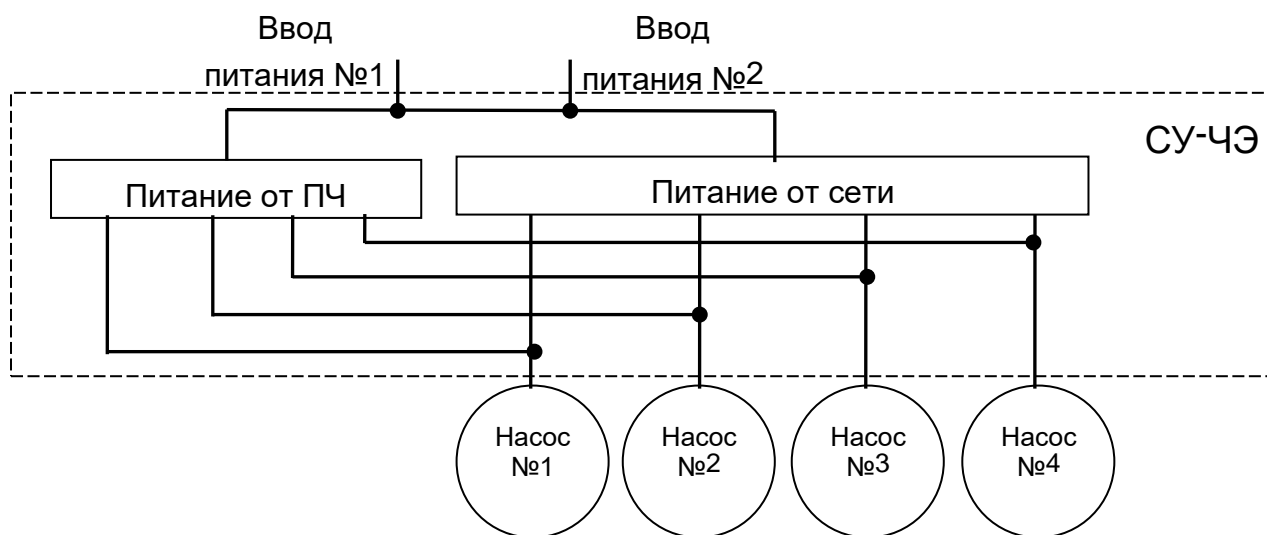 Ввод
питания №1
Ввод
питания №2
СУ-ЧЭ
Питание от ПЧ
Питание от сети
Насос
№1
Насос
№2
Насос
№3
Насос
№4